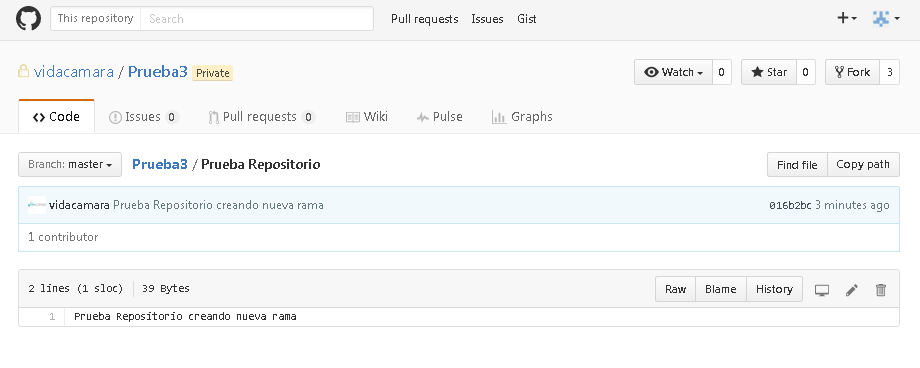 This repository Search Pull requests Issues Gist
vidacamara / Prueba3 Private Watch 0 Star 0 Fork 3
Code Issues 0 Pull requests 0 Wiki Pulse Graphs
Branch: master Prueba3 / Prueba Repositorio Find file Copy path
vidacamara Prueba Repositorio creando nueva rama 016b2bc 3 minutes ago
1 contributor
2 lines (1 sloc) 39 Bytes Raw Blame History
1 Prueba Repositorio creando nueva rama